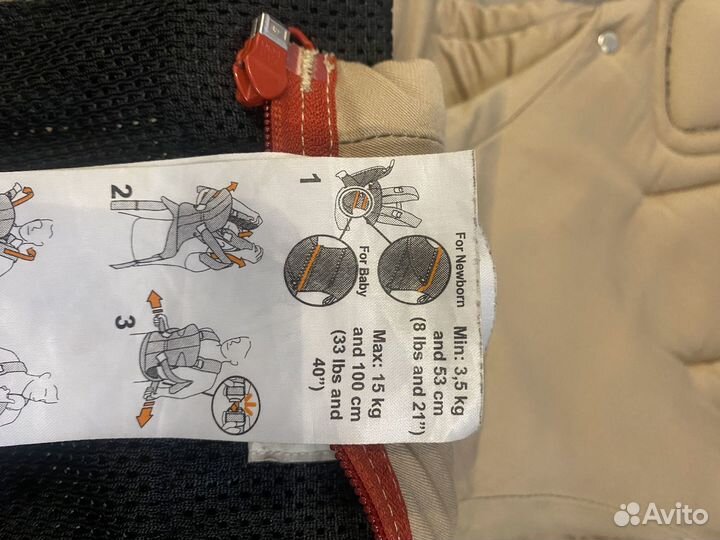 For Newborn
Min: 3,5 kg
and 53 cm
(8 lbs and 21")
1
For Baby
Max: 15 kg
and 100 cm
(33 lbs and
40")
2
3
Avito